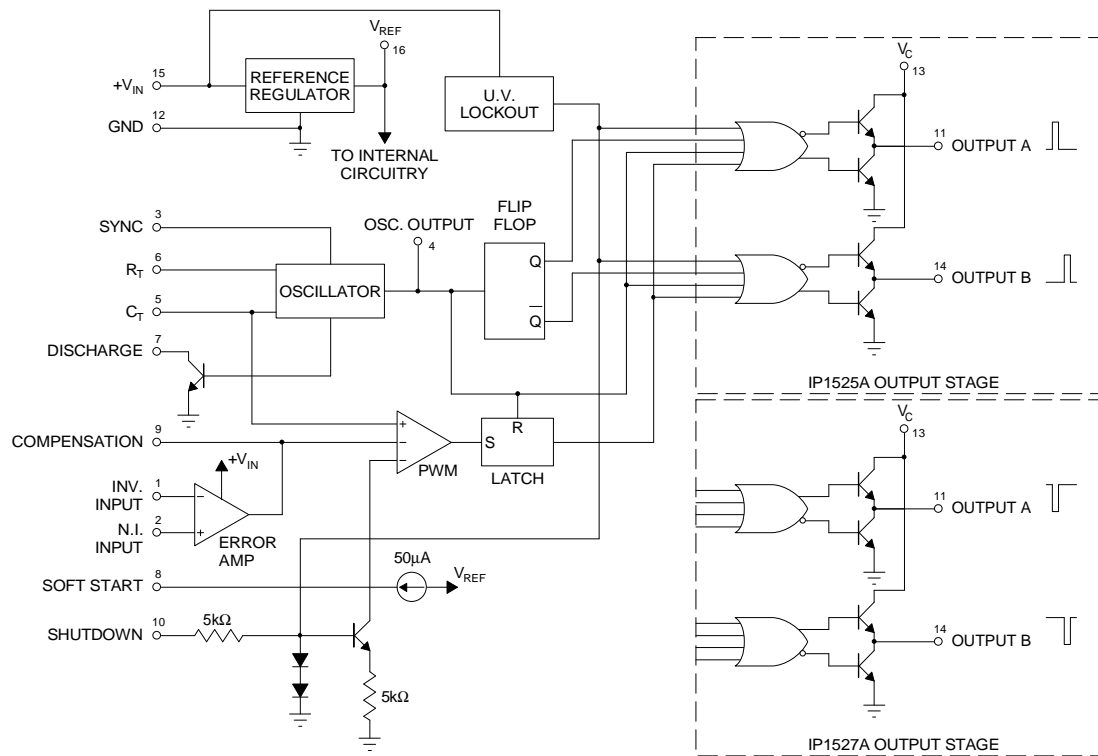 V_REF
16
15
+V_IN
REFERENCE
REGULATOR
12
GND
TO INTERNAL
CIRCUITRY
U.V.
LOCKOUT
3
SYNC
6
R_T
5
C_T
7
DISCHARGE
OSCILLATOR
OSC. OUTPUT
4
FLIP
FLOP
Q
Q̅
9
COMPENSATION
+
−
−
PWM
S
R
LATCH
+V_IN
1
INV.
INPUT
−
2
N.I.
INPUT
+
ERROR
AMP
8
SOFT START
50µA
V_REF
10
SHUTDOWN
5kΩ
5kΩ
V_C
13
11
OUTPUT A
14
OUTPUT B
IP1525A OUTPUT STAGE
V_C
13
11
OUTPUT A
14
OUTPUT B
IP1527A OUTPUT STAGE